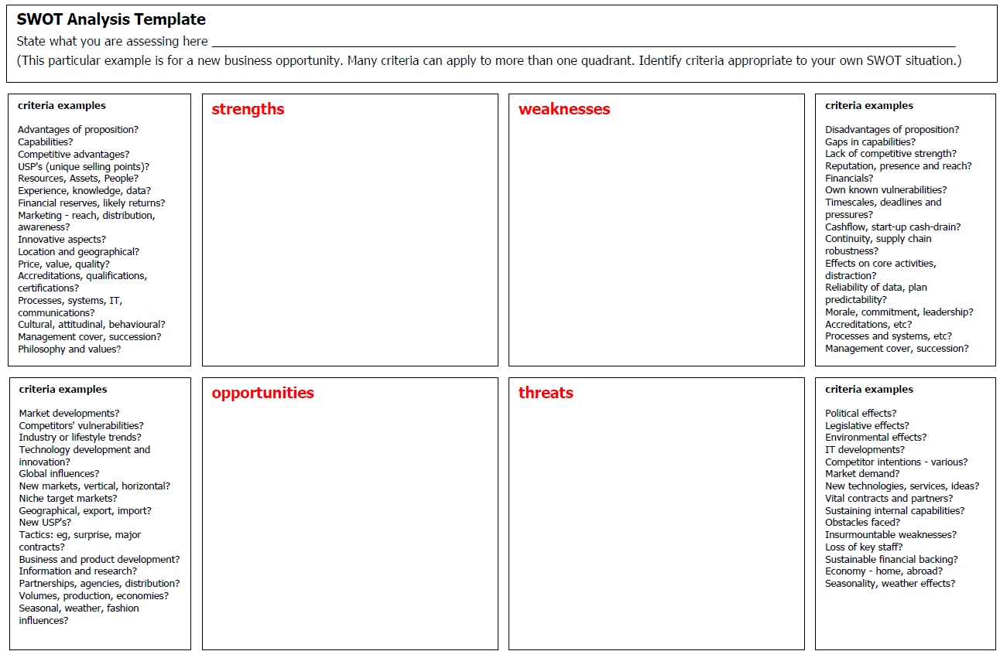 SWOT Analysis Template
State what you are assessing here ___________________________________________________________________________
(This particular example is for a new business opportunity. Many criteria can apply to more than one quadrant. Identify criteria appropriate to your own SWOT situation.)
criteria examples
Advantages of proposition?
Capabilities?
Competitive advantages?
USP's (unique selling points)?
Resources, Assets, People?
Experience, knowledge, data?
Financial reserves, likely returns?
Marketing - reach, distribution,
awareness?
Innovative aspects?
Location and geographical?
Price, value, quality?
Accreditations, qualifications,
certifications?
Processes, systems, IT,
communications?
Cultural, attitudinal, behavioural?
Management cover, succession?
Philosophy and values?
strengths
weaknesses
criteria examples
Disadvantages of proposition?
Gaps in capabilities?
Lack of competitive strength?
Reputation, presence and reach?
Financials?
Own known vulnerabilities?
Timescales, deadlines and
pressures?
Cashflow, start-up cash-drain?
Continuity, supply chain
robustness?
Effects on core activities,
distraction?
Reliability of data, plan
predictability?
Morale, commitment, leadership?
Accreditations, etc?
Processes and systems, etc?
Management cover, succession?
criteria examples
Market developments?
Competitors' vulnerabilities?
Industry or lifestyle trends?
Technology development and
innovation?
Global influences?
New markets, vertical, horizontal?
Niche target markets?
Geographical, export, import?
New USP's?
Tactics: eg, surprise, major
contracts?
Business and product development?
Information and research?
Partnerships, agencies, distribution?
Volumes, production, economies?
Seasonal, weather, fashion
influences?
opportunities
threats
criteria examples
Political effects?
Legislative effects?
Environmental effects?
IT developments?
Competitor intentions - various?
Market demand?
New technologies, services, ideas?
Vital contracts and partners?
Sustaining internal capabilities?
Obstacles faced?
Insurmountable weaknesses?
Loss of key staff?
Sustainable financial backing?
Economy - home, abroad?
Seasonality, weather effects?